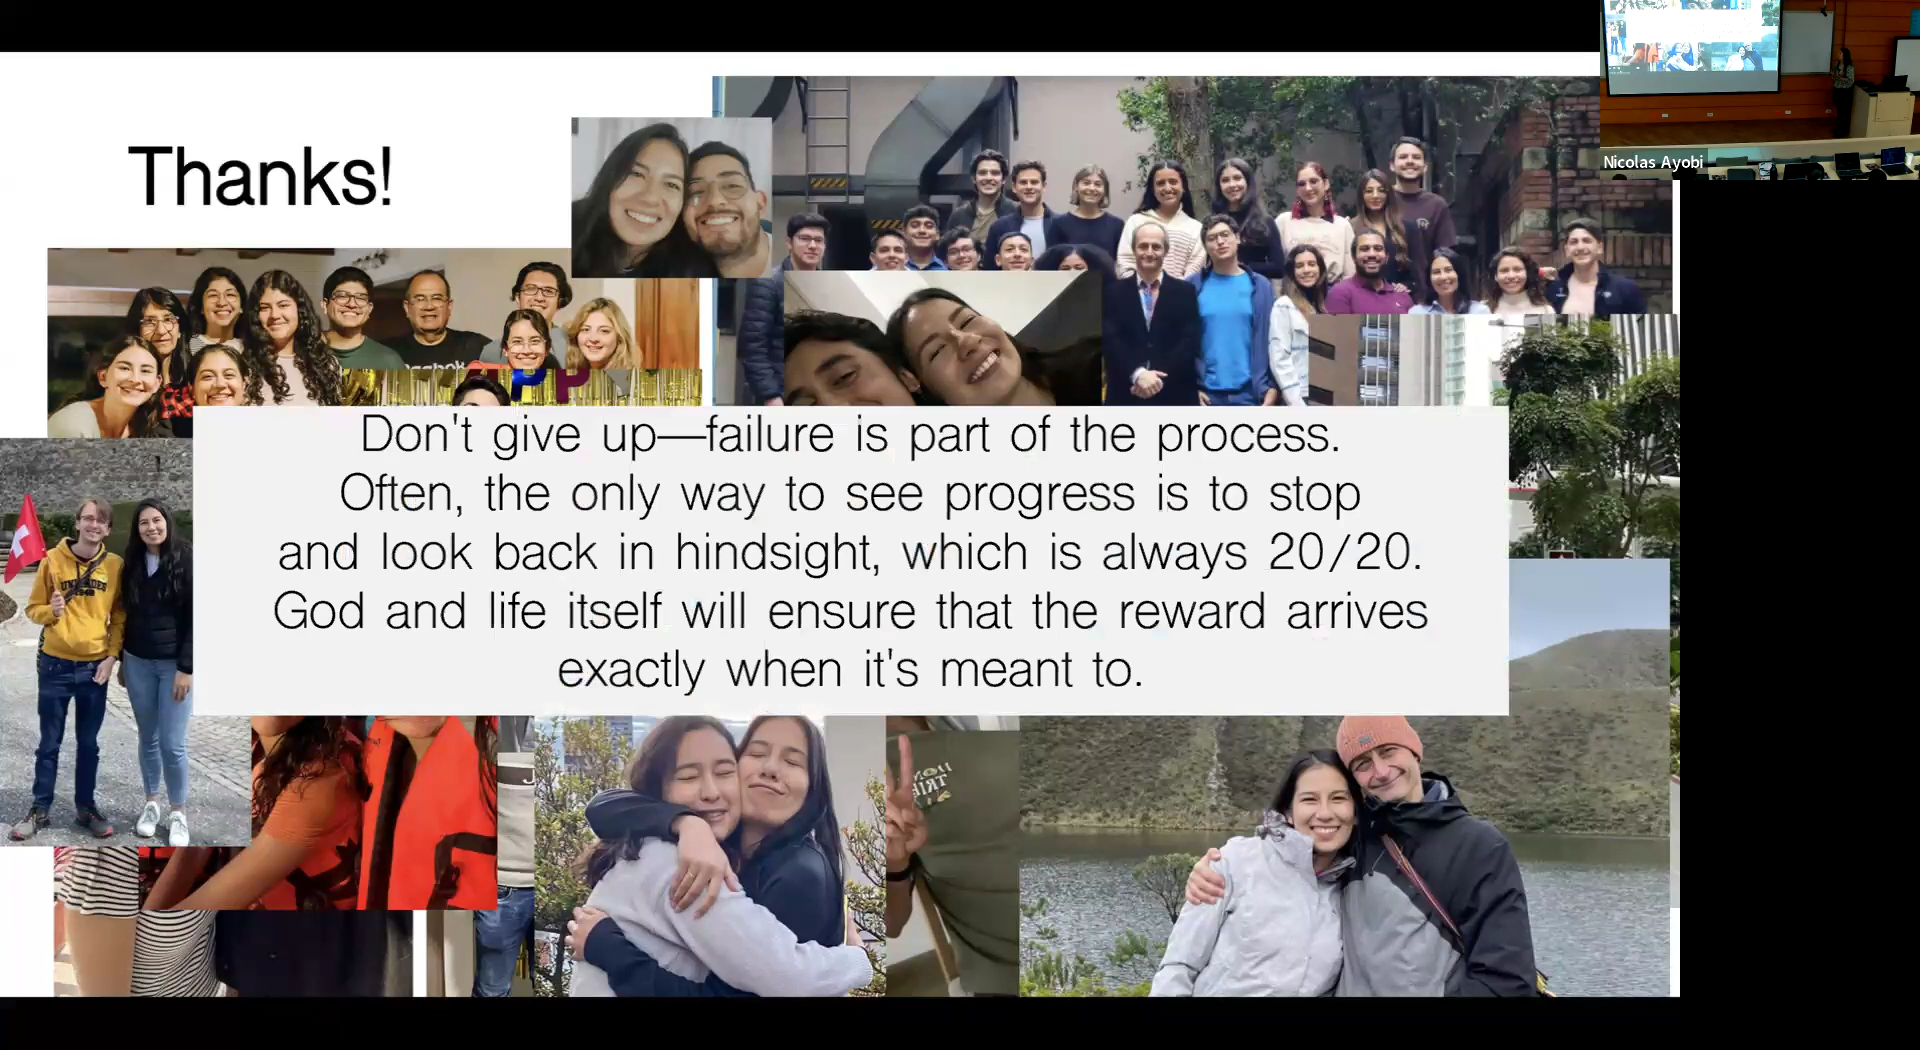 Thanks!
Nicolas Ayobi
Don't give up—failure is part of the process.
Often, the only way to see progress is to stop
and look back in hindsight, which is always 20/20.
God and life itself will ensure that the reward arrives
exactly when it's meant to.